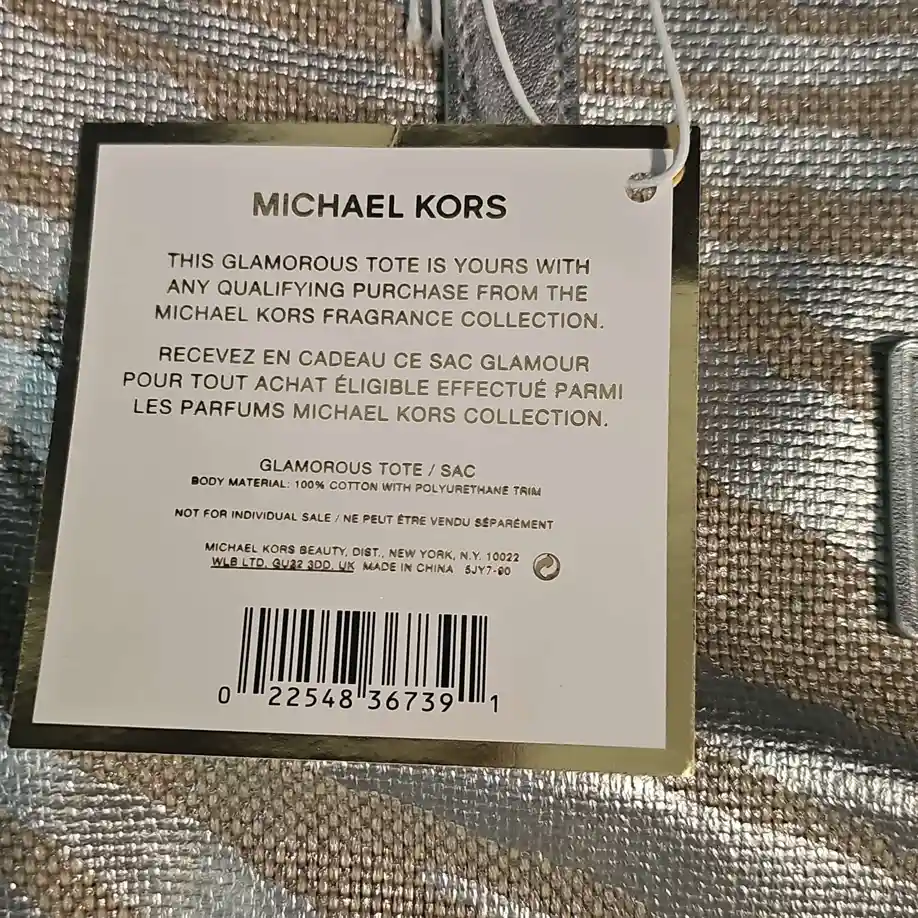 MICHAEL KORS
THIS GLAMOROUS TOTE IS YOURS WITH
ANY QUALIFYING PURCHASE FROM THE
MICHAEL KORS FRAGRANCE COLLECTION.
RECEVEZ EN CADEAU CE SAC GLAMOUR
POUR TOUT ACHAT ÉLIGIBLE EFFECTUÉ PARMI
LES PARFUMS MICHAEL KORS COLLECTION.
GLAMOROUS TOTE / SAC
BODY MATERIAL: 100% COTTON WITH POLYURETHANE TRIM
NOT FOR INDIVIDUAL SALE / NE PEUT ÊTRE VENDU SÉPARÉMENT
MICHAEL KORS BEAUTY, DIST., NEW YORK, N.Y. 10022
WLB LTD. GU22 3DD. UK MADE IN CHINA 5JY7-90
0 22548 36739 1